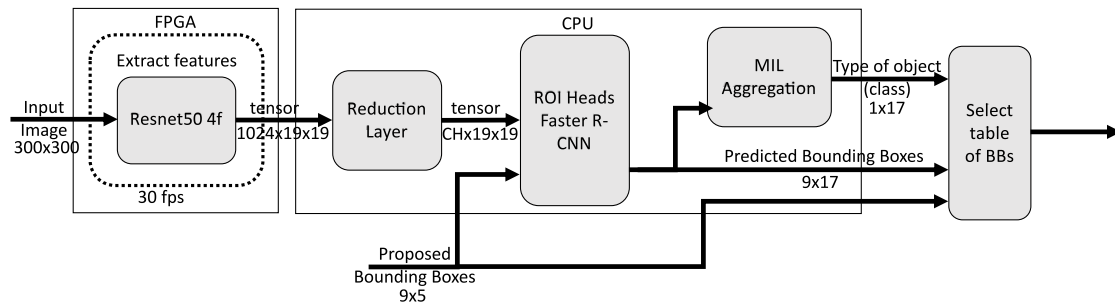 FPGA
CPU
Extract features
Resnet50 4f
30 fps
Input
Image
300x300
tensor
1024x19x19
Reduction
Layer
tensor
CHx19x19
ROI Heads
Faster R-
CNN
MIL
Aggregation
Type of object
(class)
1x17
Predicted Bounding Boxes
9x17
Select
table
of BBs
Proposed
Bounding Boxes
9x5